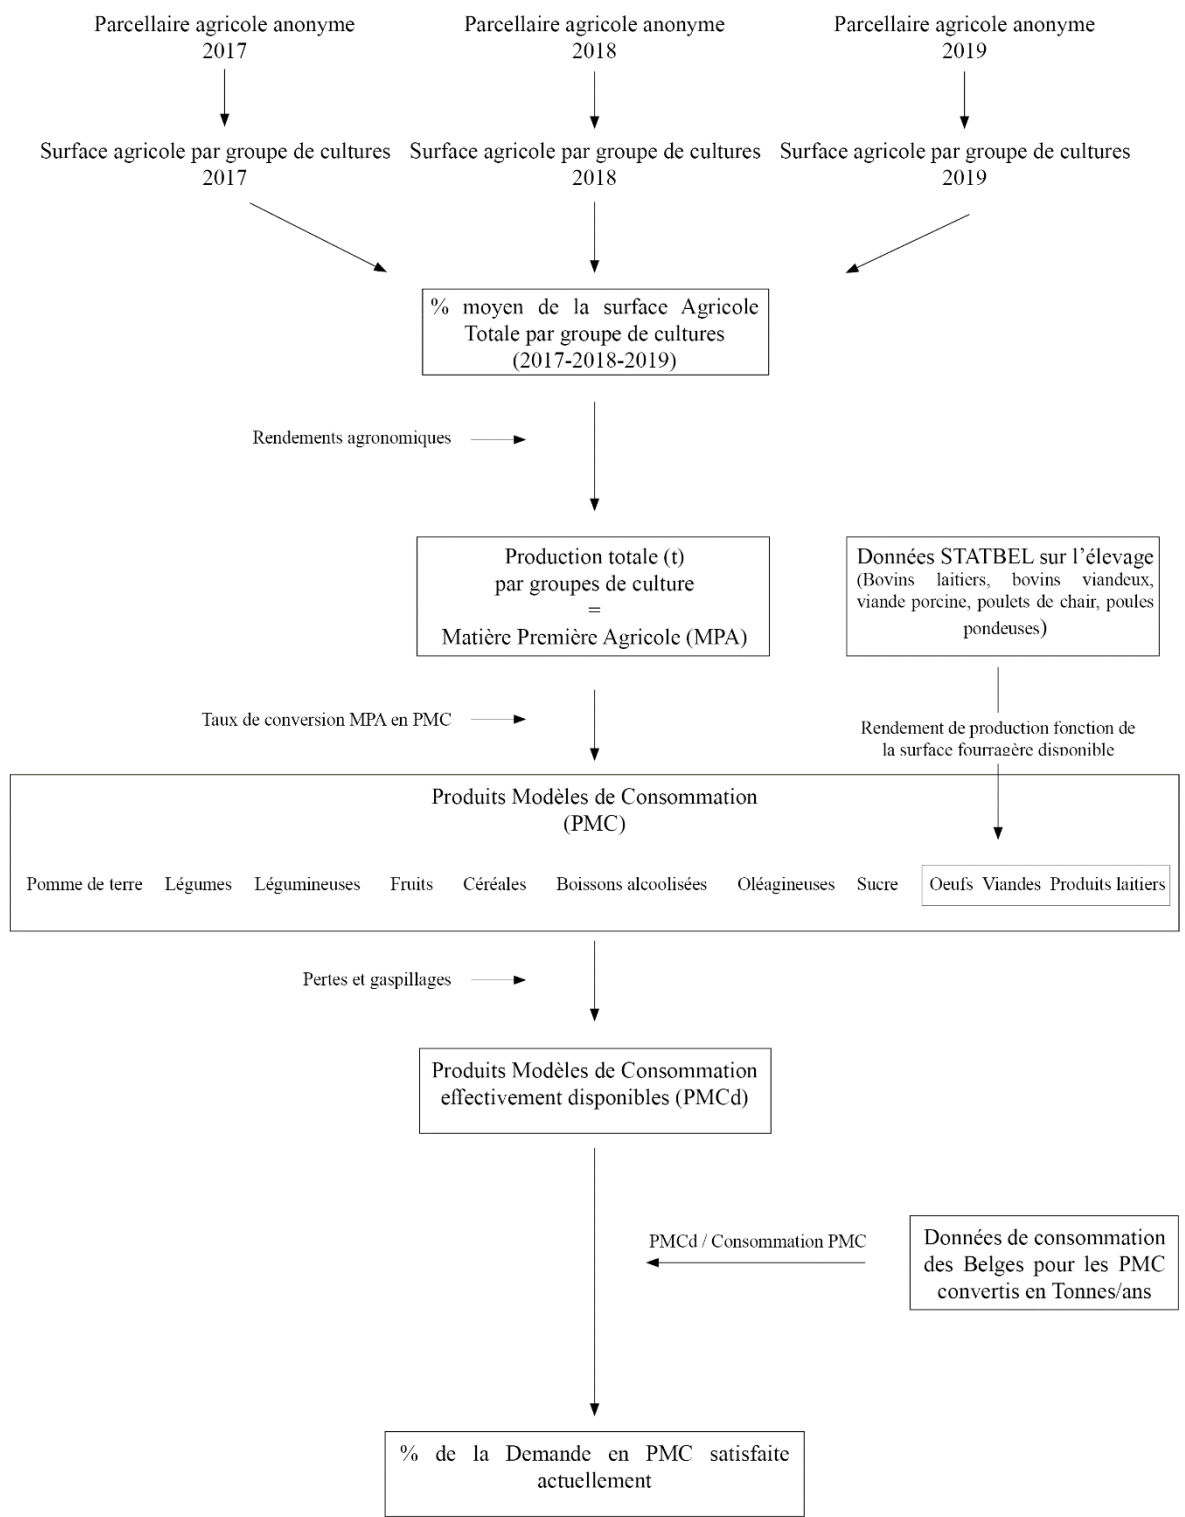 Parcellaire agricole anonyme
2017
Parcellaire agricole anonyme
2018
Parcellaire agricole anonyme
2019
Surface agricole par groupe de cultures
2017
Surface agricole par groupe de cultures
2018
Surface agricole par groupe de cultures
2019
% moyen de la surface Agricole
Totale par groupe de cultures
(2017-2018-2019)
Rendements agronomiques
Production totale (t)
par groupes de culture
=
Matière Première Agricole (MPA)
Données STATBEL sur l'élevage
(Bovins laitiers, bovins viandeux,
viande porcine, poulets de chair, poules
pondeuses)
Taux de conversion MPA en PMC
Rendement de production fonction de
la surface fourragère disponible
Produits Modèles de Consommation
(PMC)
Pomme de terre
Légumes
Légumineuses
Fruits
Céréales
Boissons alcoolisées
Oléagineuses
Sucre
Oeufs Viandes Produits laitiers
Pertes et gaspillages
Produits Modèles de Consommation
effectivement disponibles (PMCd)
PMCd / Consommation PMC
Données de consommation
des Belges pour les PMC
convertis en Tonnes/ans
% de la Demande en PMC satisfaite
actuellement